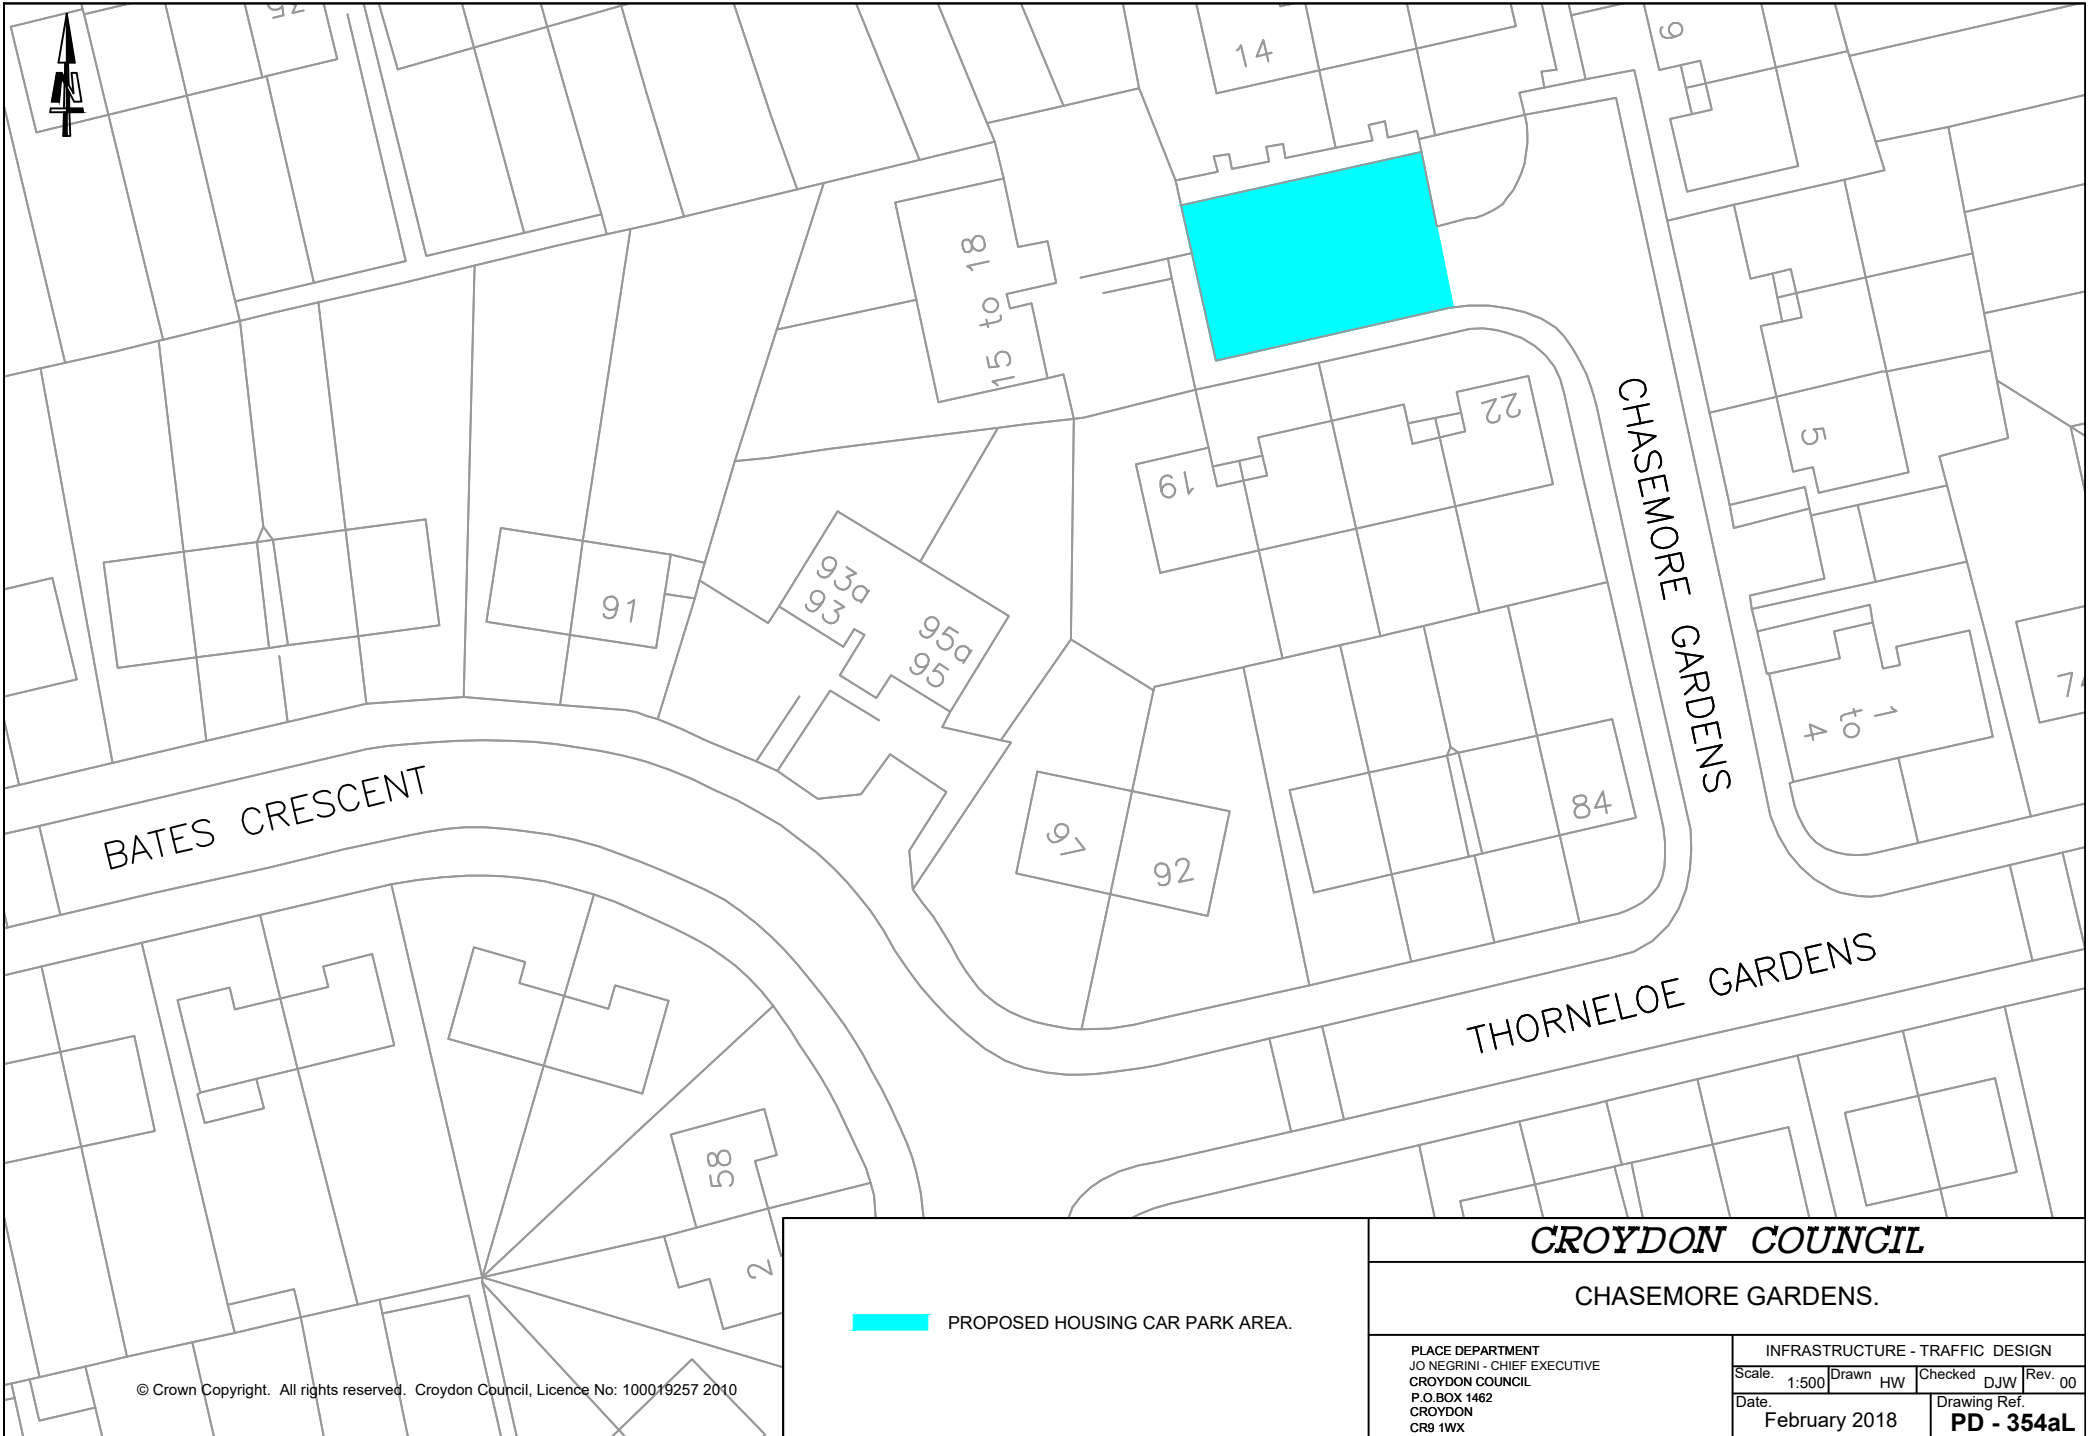 N
14
9
15 to 18
22
19
5
CHASEMORE GARDENS
91
93a
93
95a
95
1
to
4
BATES CRESCENT
97
92
84
THORNELOE GARDENS
58
2
PROPOSED HOUSING CAR PARK AREA.
© Crown Copyright. All rights reserved. Croydon Council, Licence No: 100019257 2010
CROYDON COUNCIL
CHASEMORE GARDENS.
PLACE DEPARTMENT
JO NEGRINI - CHIEF EXECUTIVE
CROYDON COUNCIL
P.O.BOX 1462
CROYDON
CR9 1WX
INFRASTRUCTURE - TRAFFIC DESIGN
Scale. 1:500 Drawn HW Checked DJW Rev. 00
Date. February 2018
Drawing Ref. PD - 354aL